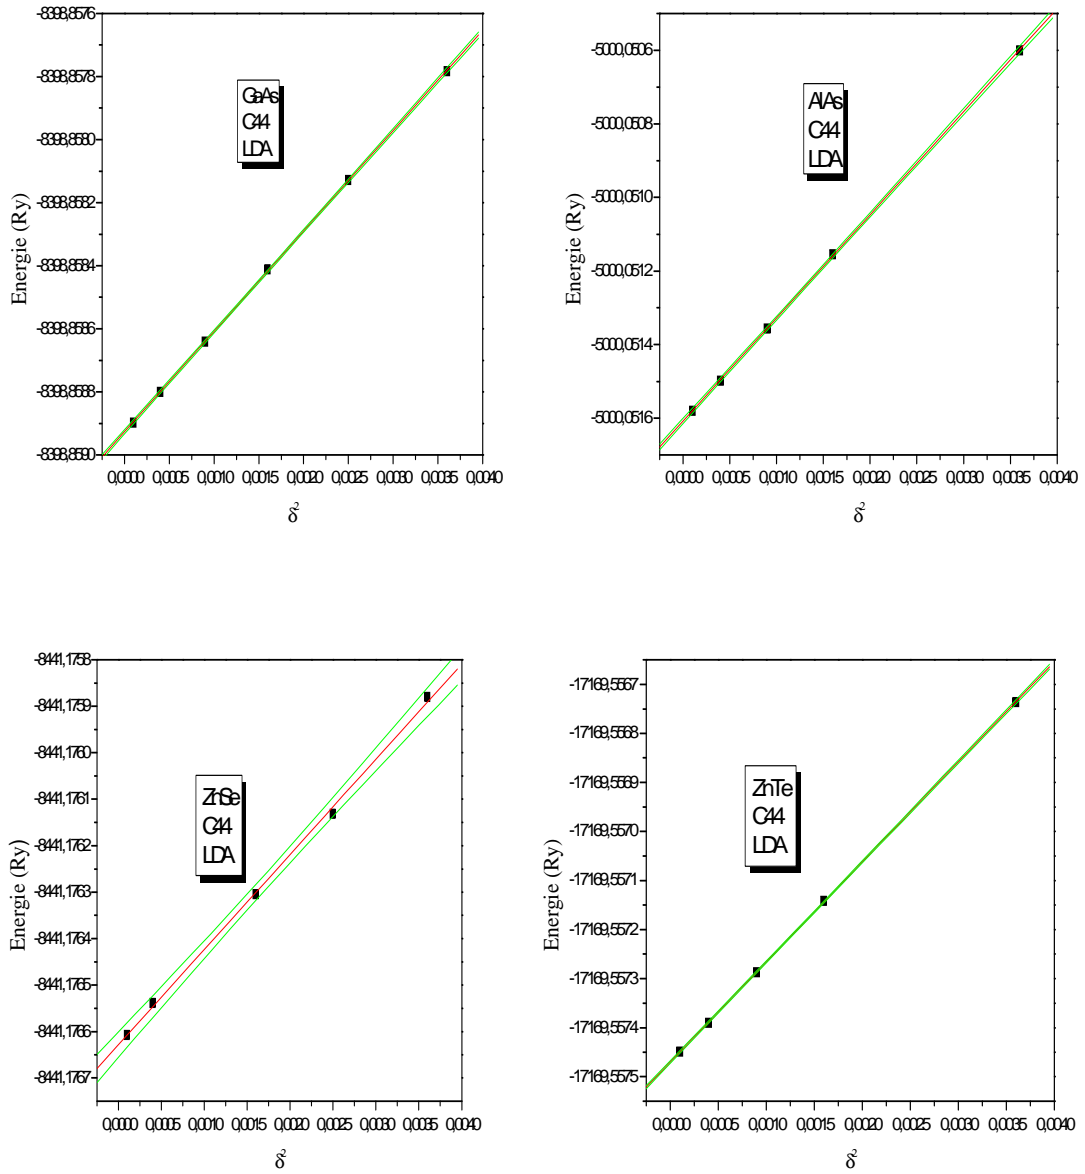 -8398,8576
-8398,8578
-8398,8580
-8398,8582
-8398,8584
-8398,8586
-8398,8588
-8398,8590
Energie (Ry)
GaAs
C44
LDA
0,0000 0,0005 0,0010 0,0015 0,0020 0,0025 0,0030 0,0035 0,0040
δ²
-5000,0506
-5000,0508
-5000,0510
-5000,0512
-5000,0514
-5000,0516
Energie (Ry)
AlAs
C44
LDA
0,0000 0,0005 0,0010 0,0015 0,0020 0,0025 0,0030 0,0035 0,0040
δ²
-8441,1758
-8441,1759
-8441,1760
-8441,1761
-8441,1762
-8441,1763
-8441,1764
-8441,1765
-8441,1766
-8441,1767
Energie (Ry)
ZnSe
C44
LDA
0,0000 0,0005 0,0010 0,0015 0,0020 0,0025 0,0030 0,0035 0,0040
δ²
-17169,5567
-17169,5568
-17169,5569
-17169,5570
-17169,5571
-17169,5572
-17169,5573
-17169,5574
-17169,5575
Energie (Ry)
ZnTe
C44
LDA
0,0000 0,0005 0,0010 0,0015 0,0020 0,0025 0,0030 0,0035 0,0040
δ²